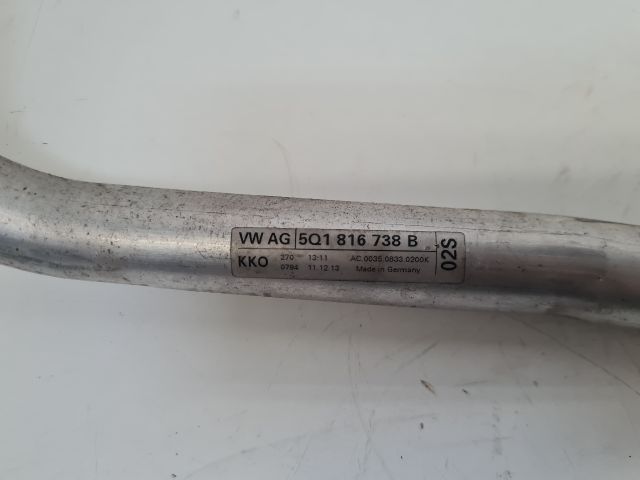 VW AG 5Q1 816 738 B
KKO 270 13:11 AC.0035.0833.0200K
0794 11.12.13 Made in Germany
02S